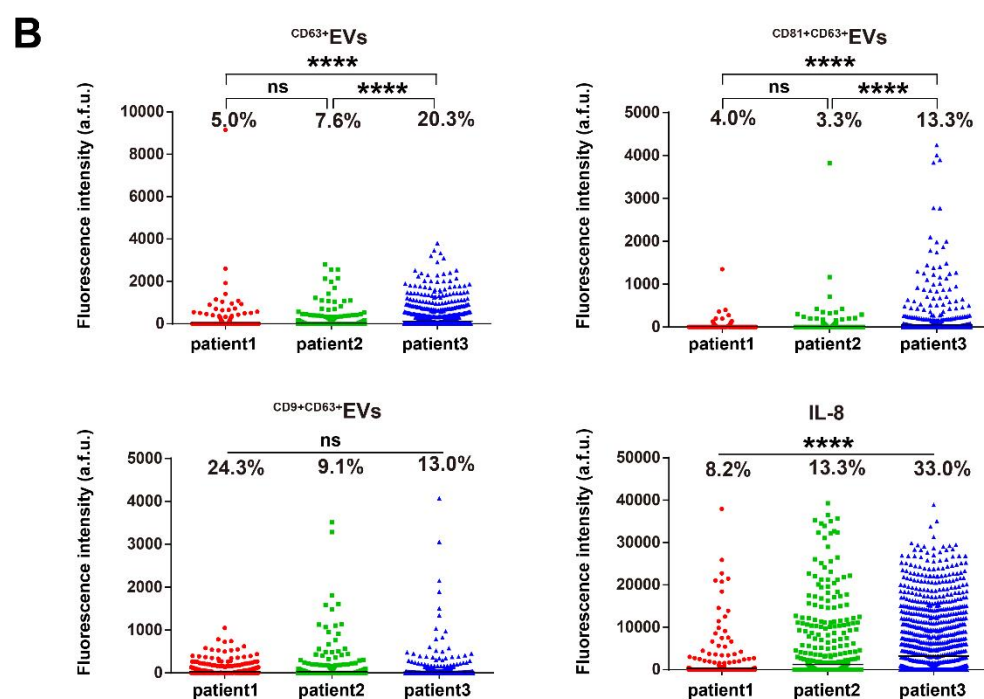 B
CD63+EVs
****
ns
****
5.0%
7.6%
20.3%
Fluorescence intensity (a.f.u.)
10000
8000
6000
4000
2000
0
patient1
patient2
patient3
CD81+CD63+EVs
****
ns
****
4.0%
3.3%
13.3%
Fluorescence intensity (a.f.u.)
5000
4000
3000
2000
1000
0
patient1
patient2
patient3
CD9+CD63+EVs
ns
24.3%
9.1%
13.0%
Fluorescence intensity (a.f.u.)
5000
4000
3000
2000
1000
0
patient1
patient2
patient3
IL-8
****
8.2%
13.3%
33.0%
Fluorescence intensity (a.f.u.)
50000
40000
30000
20000
10000
0
patient1
patient2
patient3